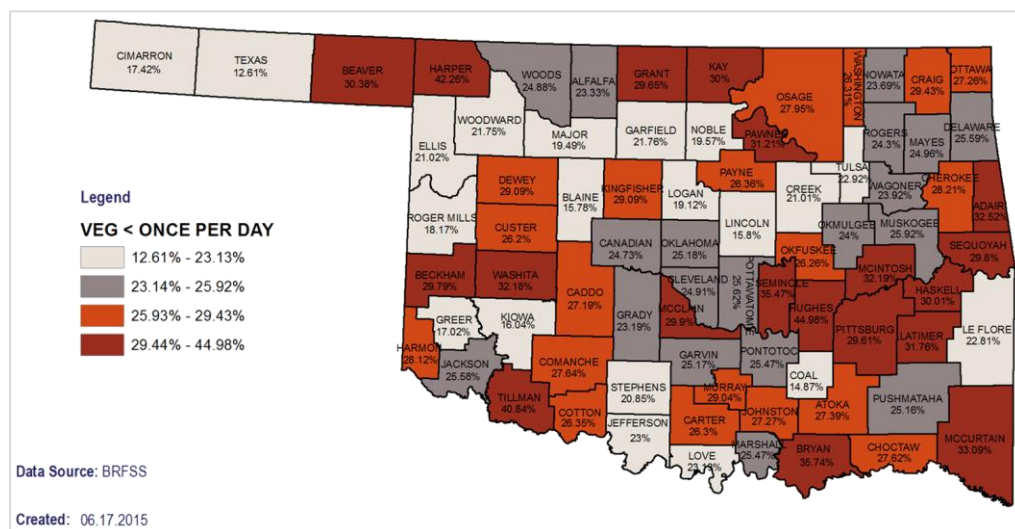 CIMARRON
17.42%
TEXAS
12.61%
BEAVER
30.38%
HARPER
42.26%
WOODS
24.88%
ALFALFA
23.33%
GRANT
29.65%
KAY
30%
OSAGE
27.95%
WASHINGTON
26.31%
NOWATA
23.69%
CRAIG
29.43%
OTTAWA
27.26%
WOODWARD
21.75%
MAJOR
19.49%
GARFIELD
21.76%
NOBLE
19.57%
PAWNEE
31.21%
ROGERS
24.3%
MAYES
24.96%
DELAWARE
25.59%
ELLIS
21.02%
TULSA
22.92%
DEWEY
29.09%
BLAINE
15.78%
KINGFISHER
29.09%
LOGAN
19.12%
PAYNE
26.36%
CREEK
21.01%
WAGONER
23.92%
CHEROKEE
28.21%
ADAIR
32.52%
Legend
VEG < ONCE PER DAY
12.61% - 23.13%
23.14% - 25.92%
25.93% - 29.43%
29.44% - 44.98%
ROGER MILLS
18.17%
CUSTER
26.2%
LINCOLN
15.8%
OKMULGEE
24%
MUSKOGEE
25.92%
CANADIAN
24.73%
OKLAHOMA
25.18%
OKFUSKEE
26.26%
SEQUOYAH
29.8%
BECKHAM
29.79%
WASHITA
32.18%
CADDO
27.19%
CLEVELAND
24.91%
POTTAWATOMIE
25.62%
SEMINOLE
35.47%
MCINTOSH
32.19%
HASKELL
30.01%
GREER
17.02%
KIOWA
16.04%
GRADY
23.19%
MCCLAIN
29.9%
HUGHES
44.98%
PITTSBURG
29.61%
LATIMER
31.76%
LE FLORE
22.81%
HARMON
28.12%
JACKSON
25.58%
COMANCHE
27.64%
GARVIN
25.17%
PONTOTOC
25.47%
COAL
14.87%
TILLMAN
40.84%
COTTON
26.35%
STEPHENS
20.85%
MURRAY
29.04%
JOHNSTON
27.27%
ATOKA
27.39%
PUSHMATAHA
25.16%
JEFFERSON
23%
CARTER
26.3%
MARSHALL
25.47%
BRYAN
35.74%
CHOCTAW
27.62%
MCCURTAIN
33.09%
LOVE
23.13%
Data Source: BRFSS
Created: 06.17.2015